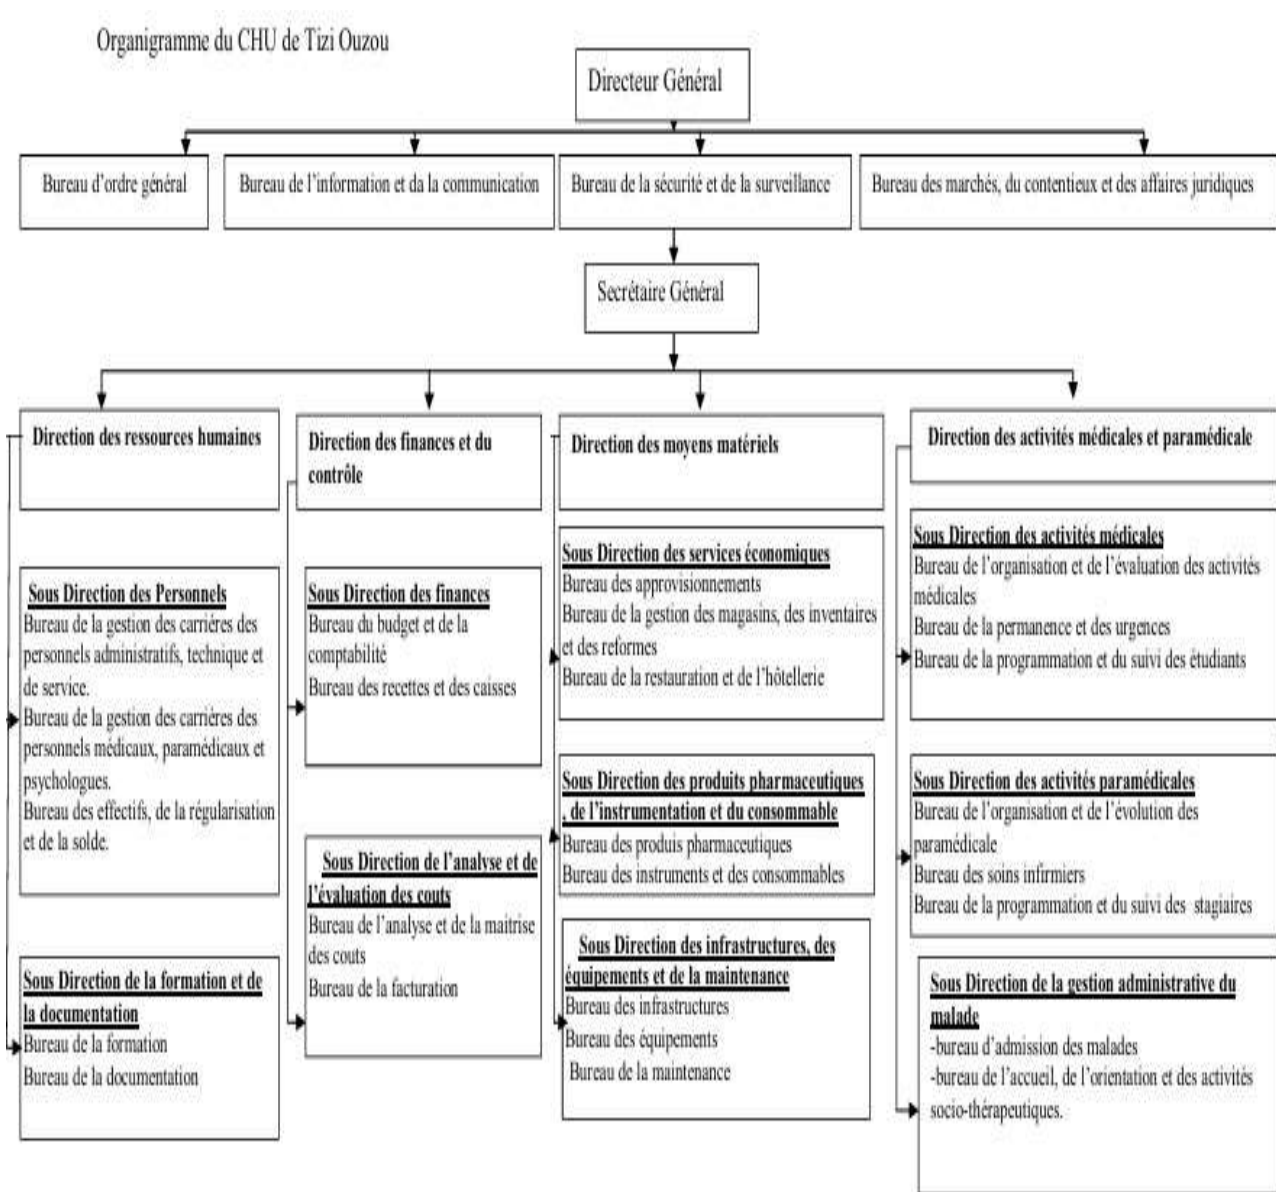 Organigramme du CHU de Tizi Ouzou
Directeur Général
Bureau d'ordre général
Bureau de l'information et da la communication
Bureau de la sécurité et de la surveillance
Bureau des marchés, du contentieux et des affaires juridiques
Secrétaire Général
Direction des ressources humaines
Sous Direction des Personnels
Bureau de la gestion des carrières des
personnels administratifs, technique et
de service.
Bureau de la gestion des carrières des
personnels médicaux, paramédicaux et
psychologues.
Bureau des effectifs, de la régularisation
et de la solde.
Sous Direction de la formation et de
la documentation
Bureau de la formation
Bureau de la documentation
Direction des finances et du
contrôle
Sous Direction des finances
Bureau du budget et de la
comptabilité
Bureau des recettes et des caisses
Sous Direction de l'analyse et de
l'évaluation des couts
Bureau de l'analyse et de la maitrise
des couts
Bureau de la facturation
Direction des moyens matériels
Sous Direction des services économiques
Bureau des approvisionnements
Bureau de la gestion des magasins, des inventaires
et des reformes
Bureau de la restauration et de l'hôtellerie
Sous Direction des produits pharmaceutiques
, de l'instrumentation et du consommable
Bureau des produis pharmaceutiques
Bureau des instruments et des consommables
Sous Direction des infrastructures, des
équipements et de la maintenance
Bureau des infrastructures
Bureau des équipements
Bureau de la maintenance
Direction des activités médicales et paramédicale
Sous Direction des activités médicales
Bureau de l'organisation et de l'évaluation des activités
médicales
Bureau de la permanence et des urgences
Bureau de la programmation et du suivi des étudiants
Sous Direction des activités paramédicales
Bureau de l'organisation et de l'évolution des
paramédicale
Bureau des soins infirmiers
Bureau de la programmation et du suivi des stagiaires
Sous Direction de la gestion administrative du
malade
-bureau d'admission des malades
-bureau de l'accueil, de l'orientation et des activités
socio-thérapeutiques.